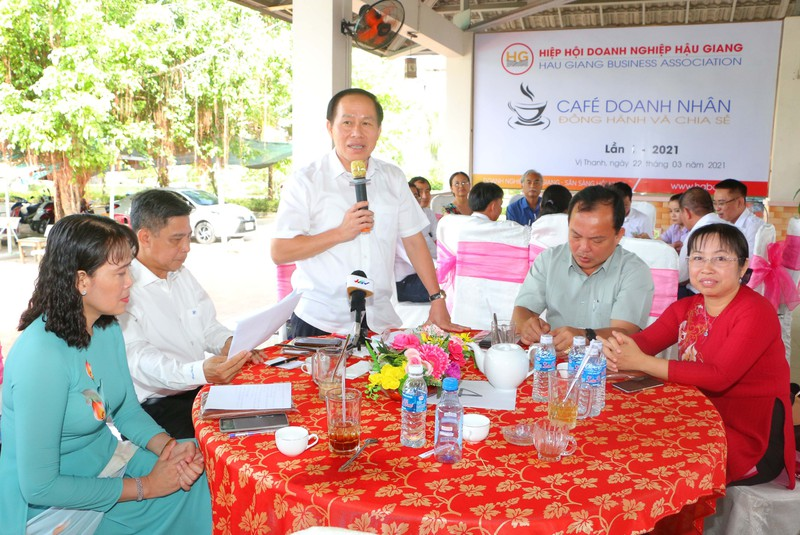 HG
HIỆP HỘI DOANH NGHIỆP HẬU GIANG
HAU GIANG BUSINESS ASSOCIATION
CAFÉ DOANH NHÂN
ĐỒNG HÀNH VÀ CHIA SẺ
Lần - 2021
Vị Thanh, ngày 22 tháng 03 năm 2021